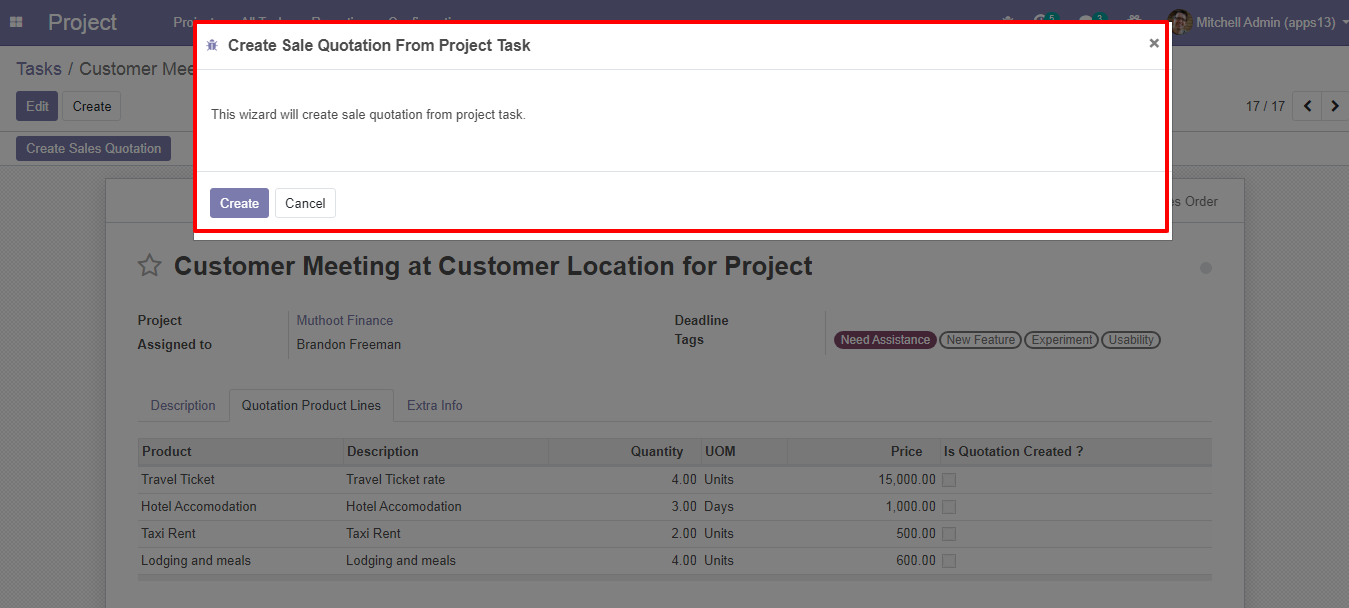 Project
5
3
Mitchell Admin (apps13)
Create Sale Quotation From Project Task
×
Tasks / Customer Mee
This wizard will create sale quotation from project task.
Edit
Create
17 / 17
Create Sales Quotation
Create
Cancel
Order
Customer Meeting at Customer Location for Project
Project
Muthoot Finance
Deadline
Assigned to
Brandon Freeman
Tags
Need Assistance
New Feature
Experiment
Usability
Description
Quotation Product Lines
Extra Info
Product Description Quantity UOM Price Is Quotation Created ?
Travel Ticket Travel Ticket rate 4.00 Units 15,000.00
Hotel Accomodation Hotel Accomodation 3.00 Days 1,000.00
Taxi Rent Taxi Rent 2.00 Units 500.00
Lodging and meals Lodging and meals 4.00 Units 600.00